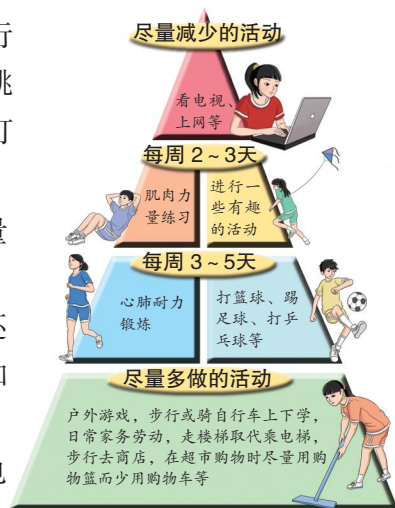 行
尽量减少的活动
看电视、
上网等
每周 2～3天
肌肉力
量练习
进行一
些有趣
的活动
量
每周 3～5天
心肺耐力
锻炼
打篮球、踢
足球、打乒
乓球等
尽量多做的活动
户外游戏，步行或骑自行车上下学，
日常家务劳动，走楼梯取代乘电梯，
步行去商店，在超市购物时尽量用购
物篮而少用购物车等